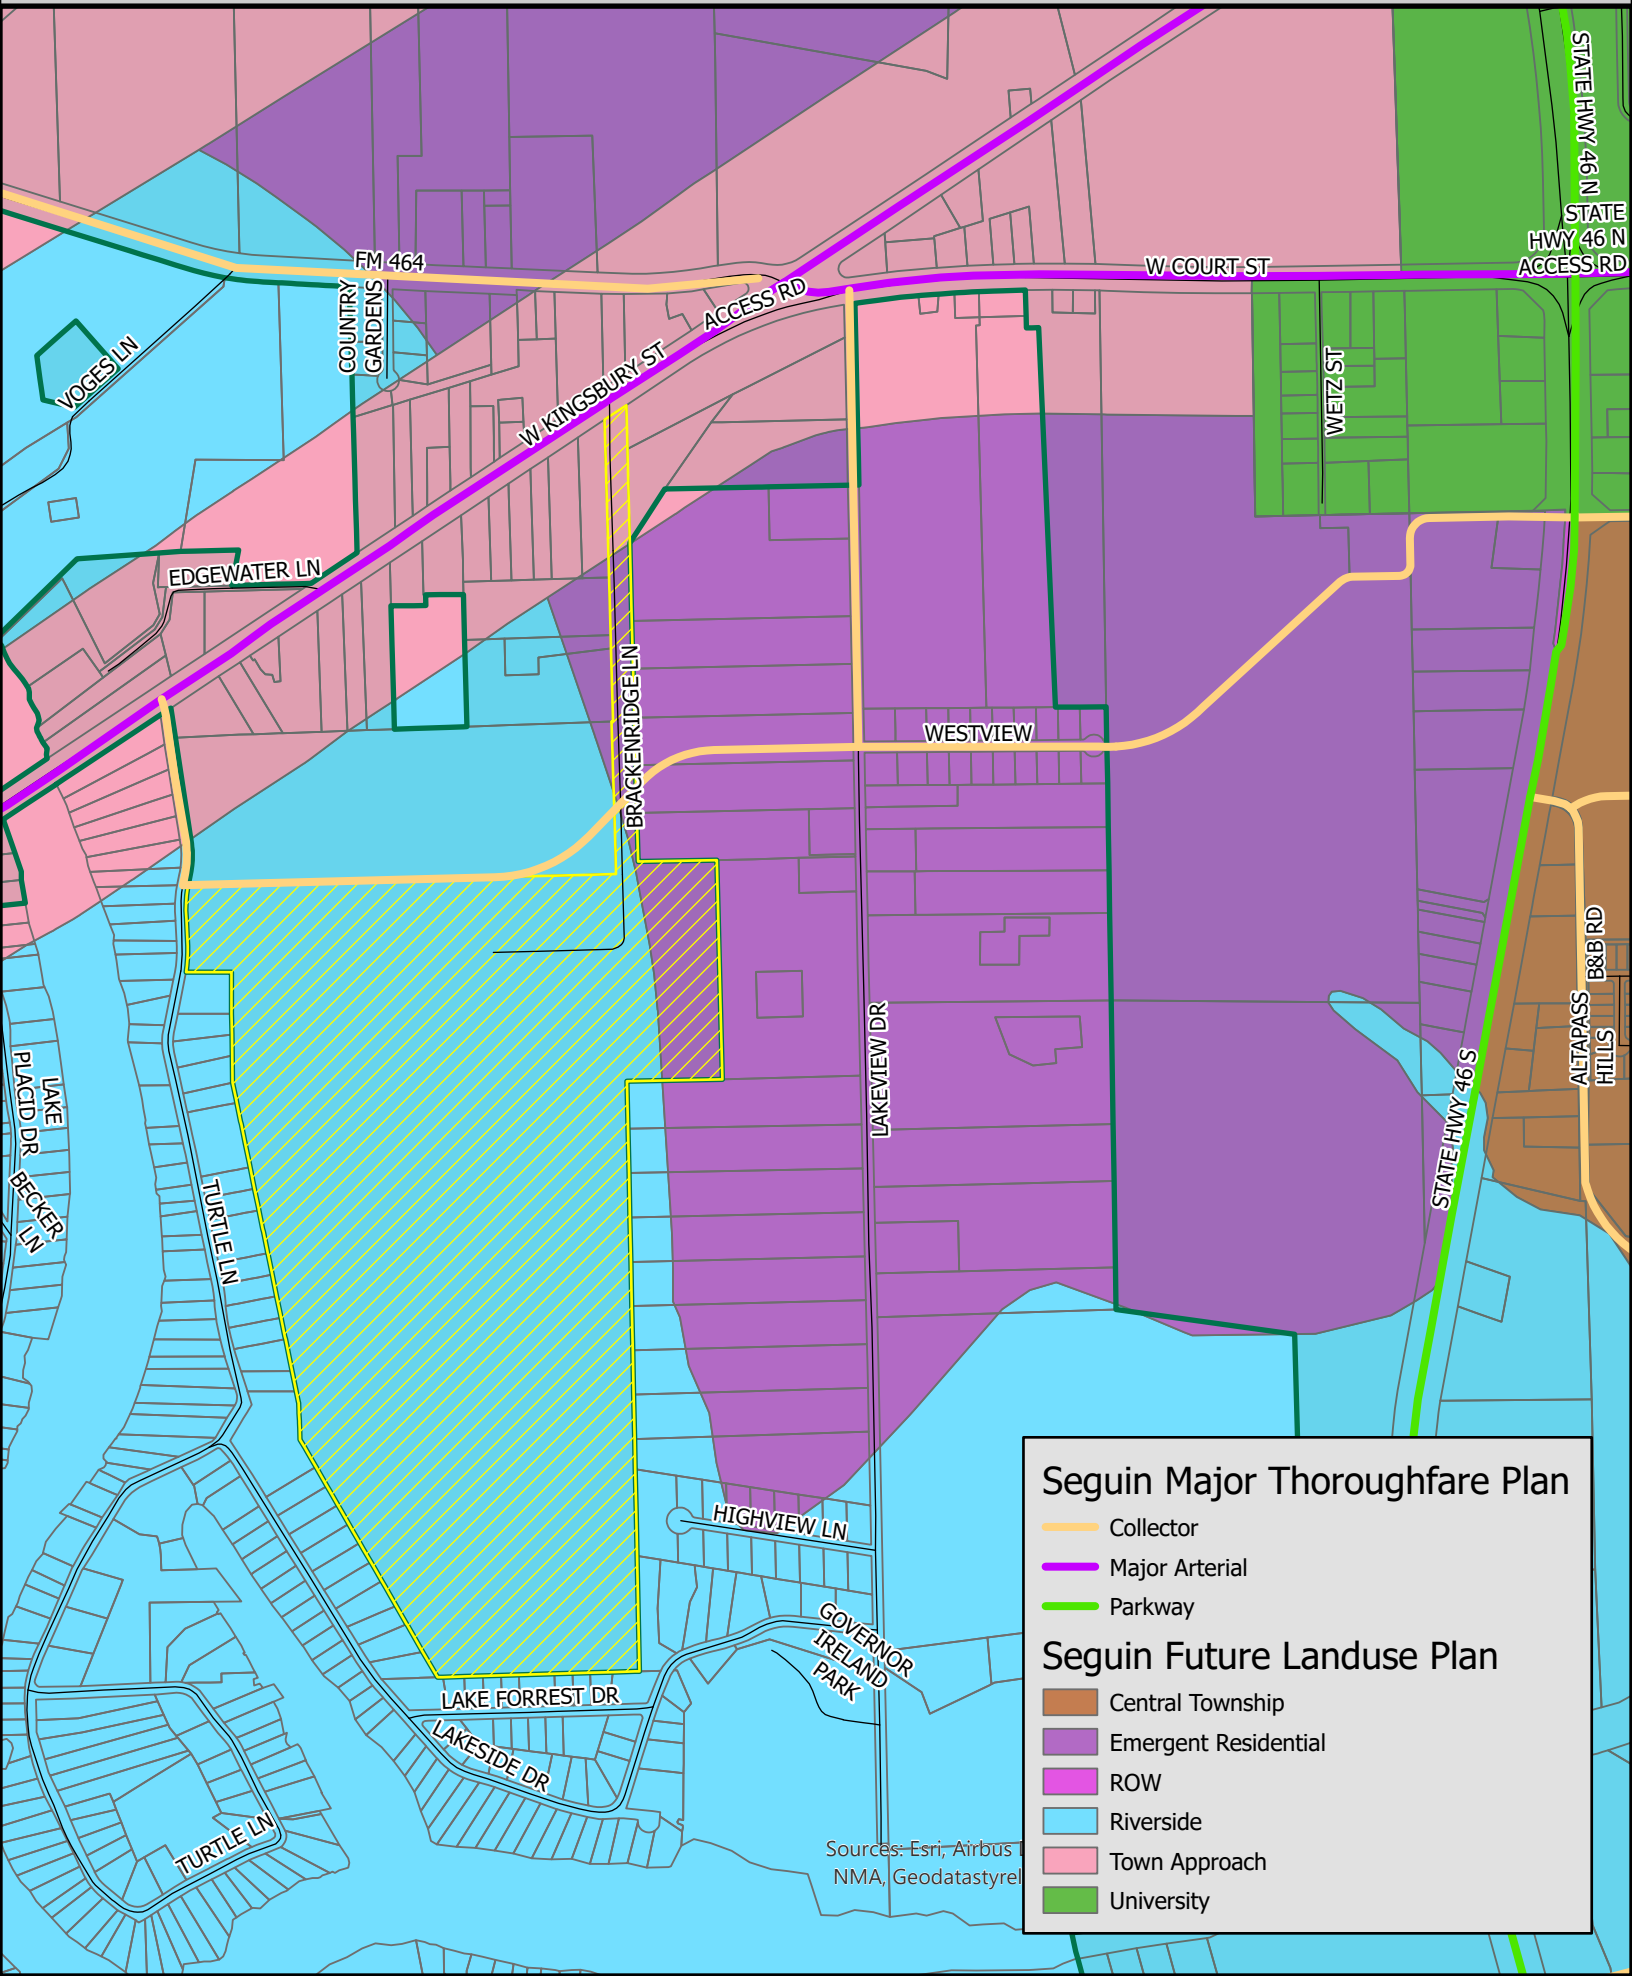 STATE HWY 46 N
STATE
HWY 46 N
ACCESS RD
W COURT ST
FM 464
COUNTRY
GARDENS
ACCESS RD
VOGES LN
W KINGSBURY ST
WETZ ST
EDGEWATER LN
BRACKENRIDGE LN
WESTVIEW
B&B RD
ALTAPASS
HILLS
LAKEVIEW DR
LAKE
PLACID DR
STATE HWY 46 S
BECKER
LN
TURTLE LN
HIGHVIEW LN
GOVERNOR
IRELAND
PARK
LAKE FORREST DR
LAKESIDE DR
TURTLE LN
Sources: Esri, Airbus
NMA, Geodatastyrel
Seguin Major Thoroughfare Plan
Collector
Major Arterial
Parkway
Seguin Future Landuse Plan
Central Township
Emergent Residential
ROW
Riverside
Town Approach
University